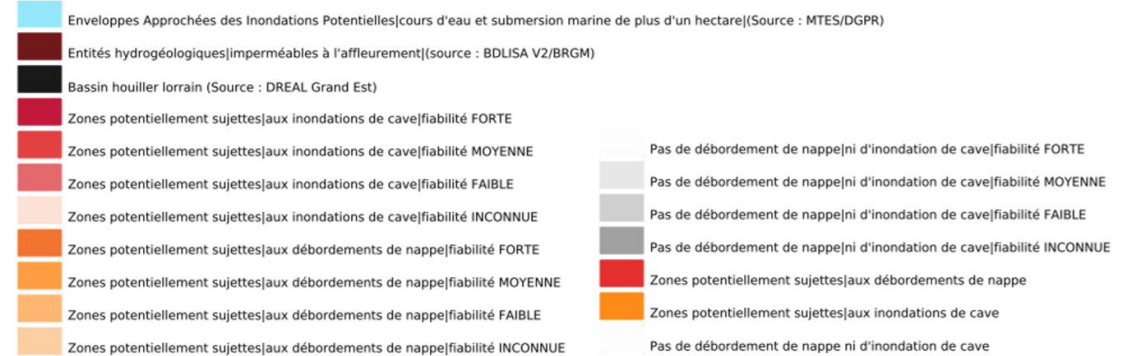 Enveloppes Approchées des Inondations Potentielles|cours d'eau et submersion marine de plus d'un hectare|(Source : MTES/DGPR)
Entités hydrogéologiques|imperméables à l'affleurement|(source : BDLISA V2/BRGM)
Bassin houiller lorrain (Source : DREAL Grand Est)
Zones potentiellement sujettes|aux inondations de cave|fiabilité FORTE
Zones potentiellement sujettes|aux inondations de cave|fiabilité MOYENNE
Zones potentiellement sujettes|aux inondations de cave|fiabilité FAIBLE
Zones potentiellement sujettes|aux inondations de cave|fiabilité INCONNUE
Zones potentiellement sujettes|aux débordements de nappe|fiabilité FORTE
Zones potentiellement sujettes|aux débordements de nappe|fiabilité MOYENNE
Zones potentiellement sujettes|aux débordements de nappe|fiabilité FAIBLE
Zones potentiellement sujettes|aux débordements de nappe|fiabilité INCONNUE
Pas de débordement de nappe|ni d'inondation de cave|fiabilité FORTE
Pas de débordement de nappe|ni d'inondation de cave|fiabilité MOYENNE
Pas de débordement de nappe|ni d'inondation de cave|fiabilité FAIBLE
Pas de débordement de nappe|ni d'inondation de cave|fiabilité INCONNUE
Zones potentiellement sujettes|aux débordements de nappe
Zones potentiellement sujettes|aux inondations de cave
Pas de débordement de nappe ni d'inondation de cave